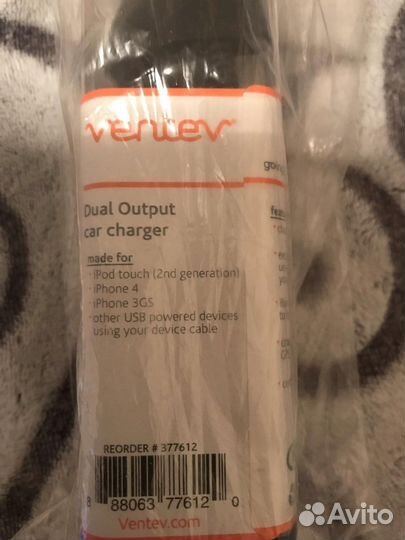 ventev
going
Dual Output
car charger
made for
· iPod touch (2nd generation)
· iPhone 4
· iPhone 3GS
· other USB powered devices
using your device cable
REORDER # 377612
8 88063 77612 0
Ventev.com
Avito